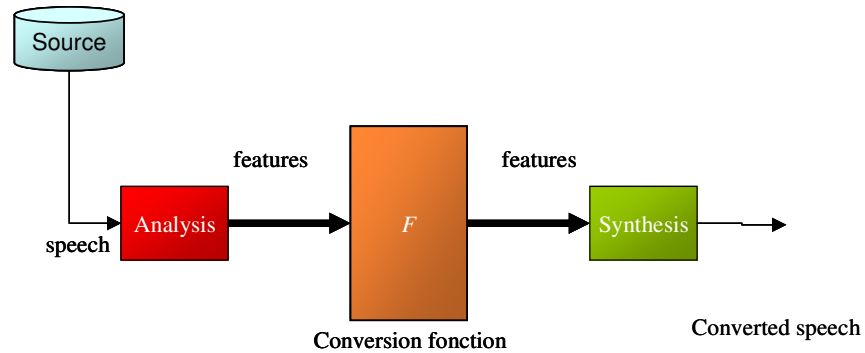 Source
features
features
Analysis
F
Synthesis
speech
Converted speech
Conversion fonction